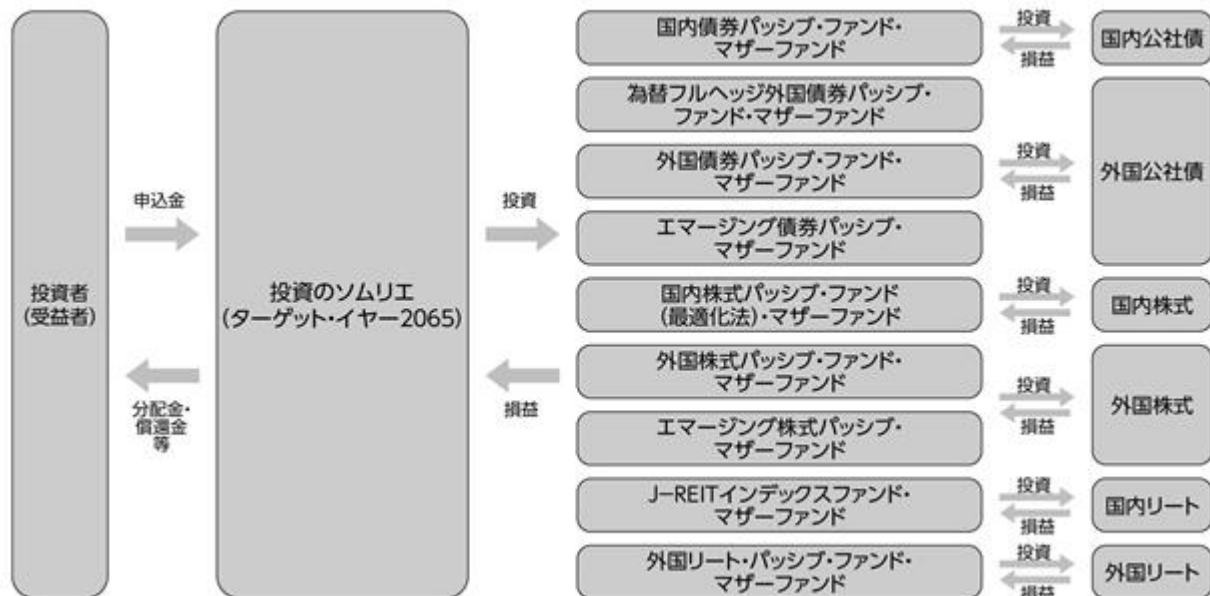 投資者
(受益者)
申込金
分配金・
償還金
等
投資のソムリエ
(ターゲット・イヤー2065)
投資
損益
国内債券パッシブ・ファンド・
マザーファンド
投資
損益
国内公社債
為替フルヘッジ外国債券パッシブ・
ファンド・マザーファンド
外国債券パッシブ・ファンド・
マザーファンド
エマージング債券パッシブ・
マザーファンド
投資
損益
外国公社債
国内株式パッシブ・ファンド
(最適化法)・マザーファンド
投資
損益
国内株式
外国株式パッシブ・ファンド・
マザーファンド
エマージング株式パッシブ・
マザーファンド
投資
損益
外国株式
J-REITインデックスファンド・
マザーファンド
投資
損益
国内リート
外国リート・パッシブ・ファンド・
マザーファンド
投資
損益
外国リート